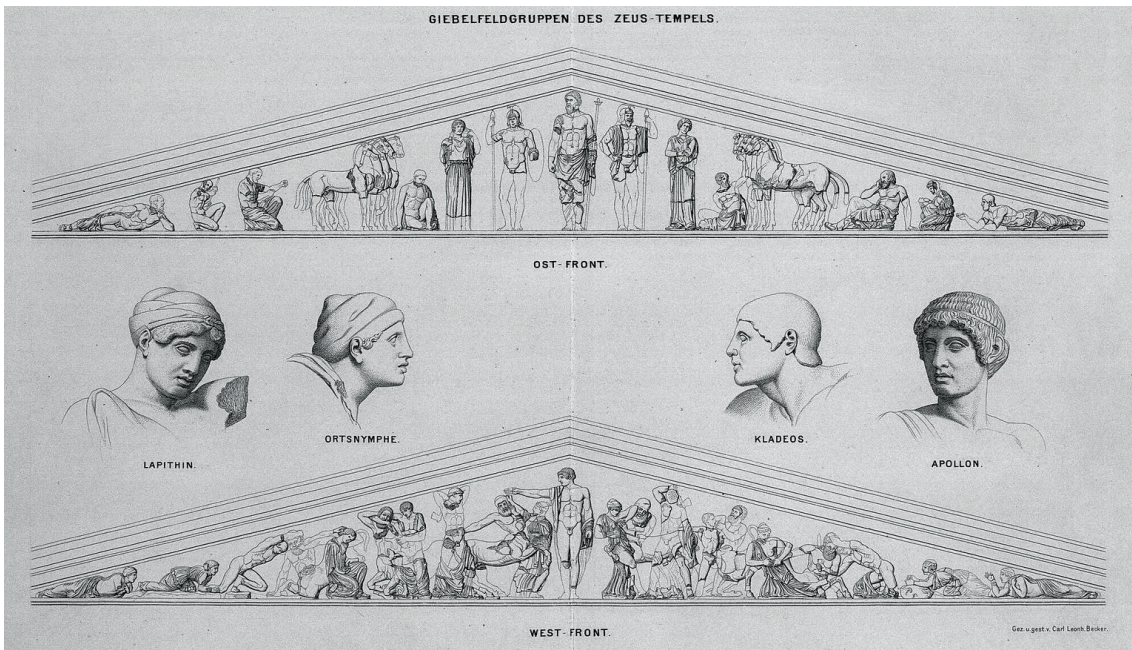 GIEBELFELDGRUPPEN DES ZEUS-TEMPELS.
OST-FRONT.
ORTSNYMPHE.
KLADEOS.
LAPITHIN.
APOLLON.
WEST-FRONT.
Gez. u. gest. v. Carl Leonh. Becker.